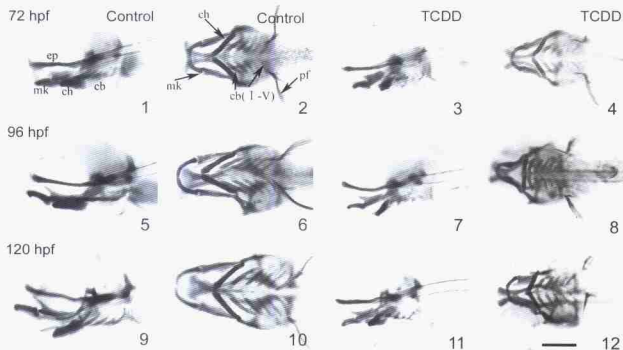 72 hpf Control Control TCDD TCDD
ch
ep
mk ch cb
mk cb( I -V) pf
1 2 3 4
96 hpf
5 6 7 8
120 hpf
9 10 11 12